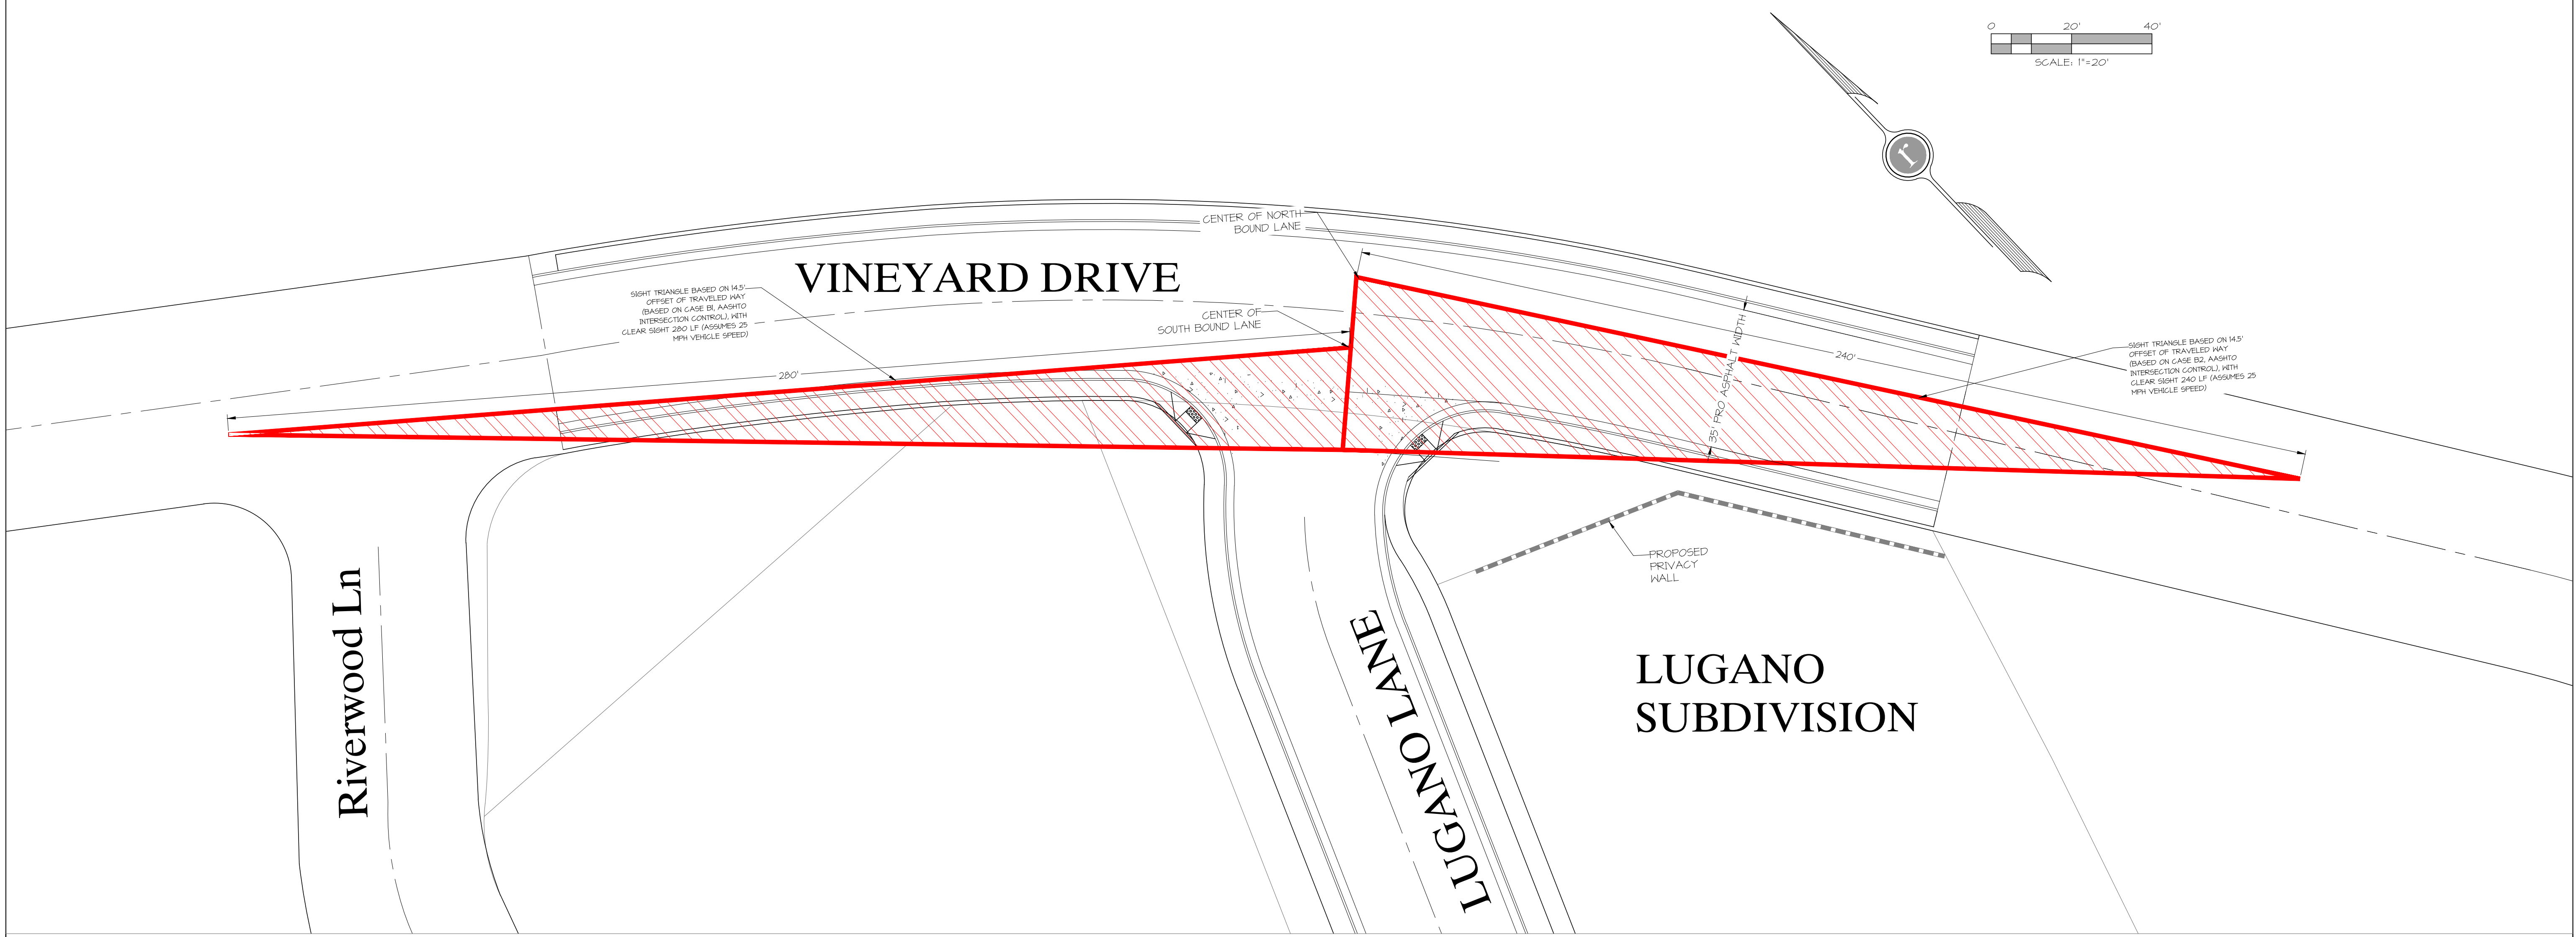 0 20' 40'
SCALE: 1"=20'
r
CENTER OF NORTH
BOUND LANE
VINEYARD DRIVE
SIGHT TRIANGLE BASED ON 14.5'
OFFSET OF TRAVELED WAY
(BASED ON CASE B1, AASHTO
INTERSECTION CONTROL), WITH
CLEAR SIGHT 280 LF (ASSUMES 25
MPH VEHICLE SPEED)
CENTER OF
SOUTH BOUND LANE
280'
35' PRO ASPHALT WIDTH
240'
SIGHT TRIANGLE BASED ON 14.5'
OFFSET OF TRAVELED WAY
(BASED ON CASE B2, AASHTO
INTERSECTION CONTROL), WITH
CLEAR SIGHT 240 LF (ASSUMES 25
MPH VEHICLE SPEED)
PROPOSED
PRIVACY
WALL
Riverwood Ln
LUGANO LANE
LUGANO
SUBDIVISION